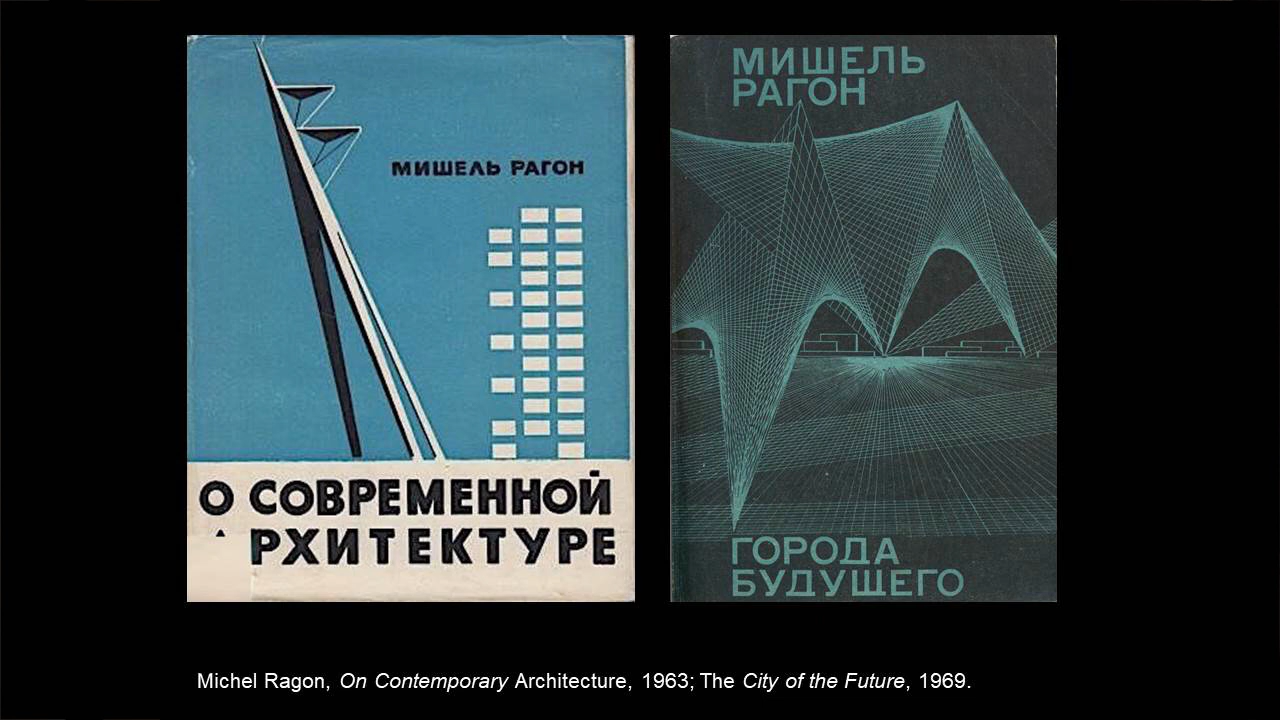 МИШЕЛЬ РАГОН
О СОВРЕМЕННОЙ
РХИТЕКТУРЕ
МИШЕЛЬ
РАГОН
ГОРОДА
БУДУЩЕГО
Michel Ragon, On Contemporary Architecture, 1963; The City of the Future, 1969.